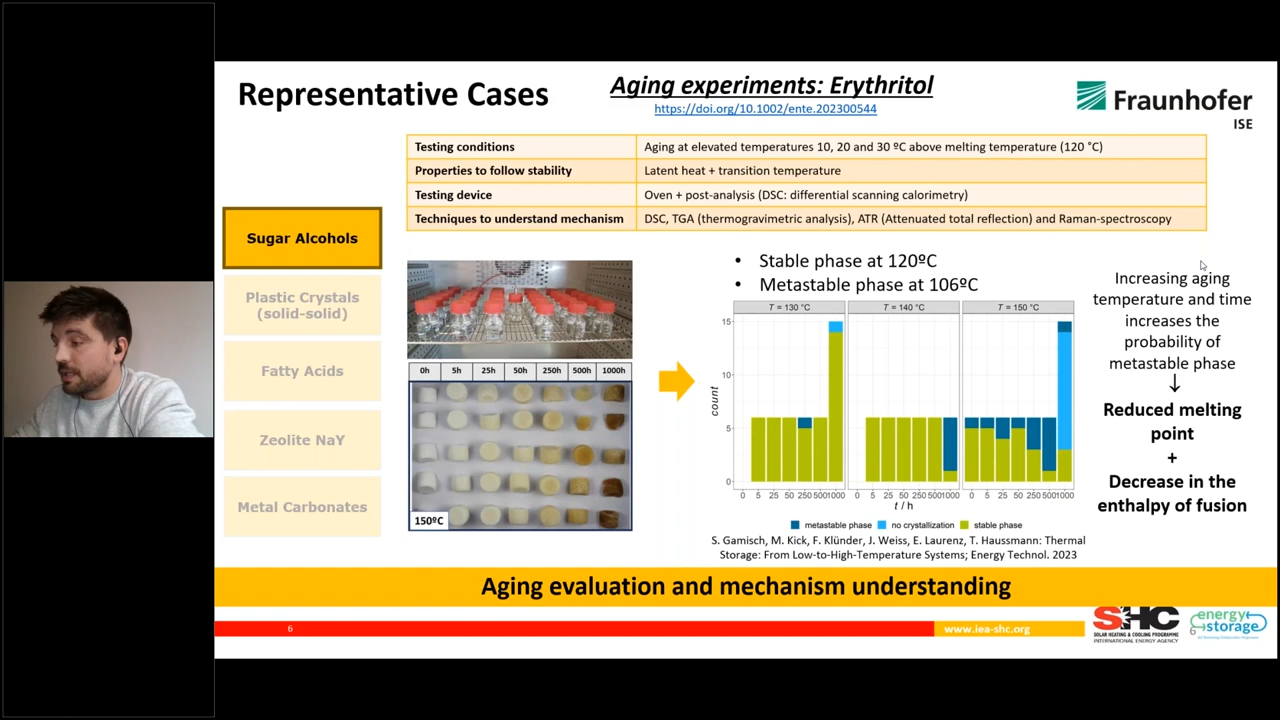 Representative Cases
Aging experiments: Erythritol
https://doi.org/10.1002/ente.202300544
Fraunhofer
ISE
Testing conditions Aging at elevated temperatures 10, 20 and 30 ºC above melting temperature (120 °C)
Properties to follow stability Latent heat + transition temperature
Testing device Oven + post-analysis (DSC: differential scanning calorimetry)
Techniques to understand mechanism DSC, TGA (thermogravimetric analysis), ATR (Attenuated total reflection) and Raman-spectroscopy
Sugar Alcohols
Plastic Crystals
(solid-solid)
Fatty Acids
Zeolite NaY
Metal Carbonates
0h 5h 25h 50h 250h 500h 1000h
150ºC
• Stable phase at 120ºC
• Metastable phase at 106ºC
T = 130 °C T = 140 °C T = 150 °C
15
10
5
0
count
0 5 25 50 250 500 1000 0 5 25 50 250 500 1000 0 5 25 50 250 500 1000
t / h
metastable phase no crystallization stable phase
S. Gamisch, M. Kick, F. Klünder, J. Weiss, E. Laurenz, T. Haussmann: Thermal
Storage: From Low-to-High-Temperature Systems; Energy Technol. 2023
Increasing aging
temperature and time
increases the
probability of
metastable phase
↓
Reduced melting
point
+
Decrease in the
enthalpy of fusion
Aging evaluation and mechanism understanding
6
www.iea-shc.org
SHC
SOLAR HEATING & COOLING PROGRAMME
INTERNATIONAL ENERGY AGENCY
energy
storage
6